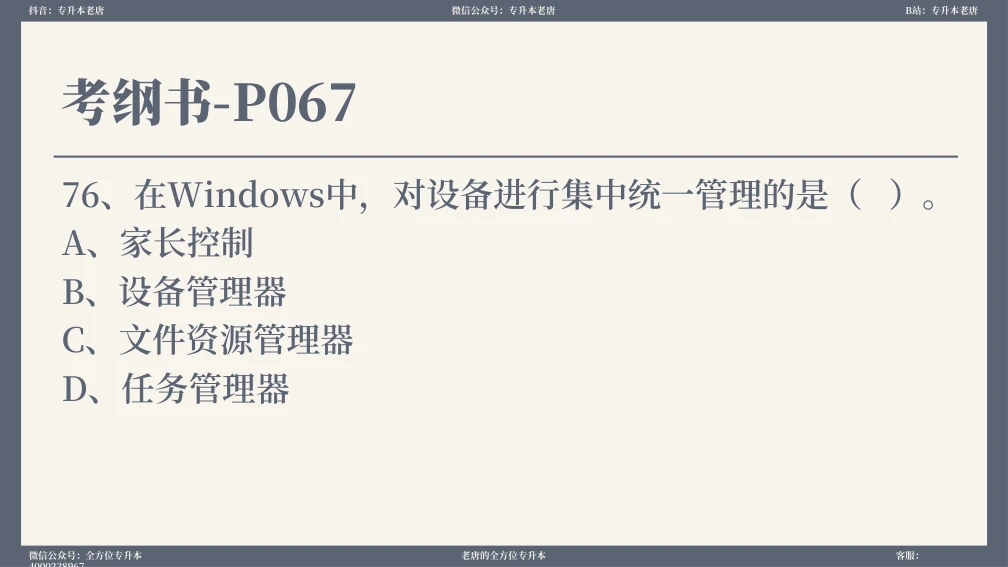 抖音：专升本老唐
微信公众号：专升本老唐
B站：专升本老唐
考纲书-P067
76、在Windows中，对设备进行集中统一管理的是（  ）。
A、家长控制
B、设备管理器
C、文件资源管理器
D、任务管理器
微信公众号：全方位专升本
老唐的全方位专升本
客服：
4000238967